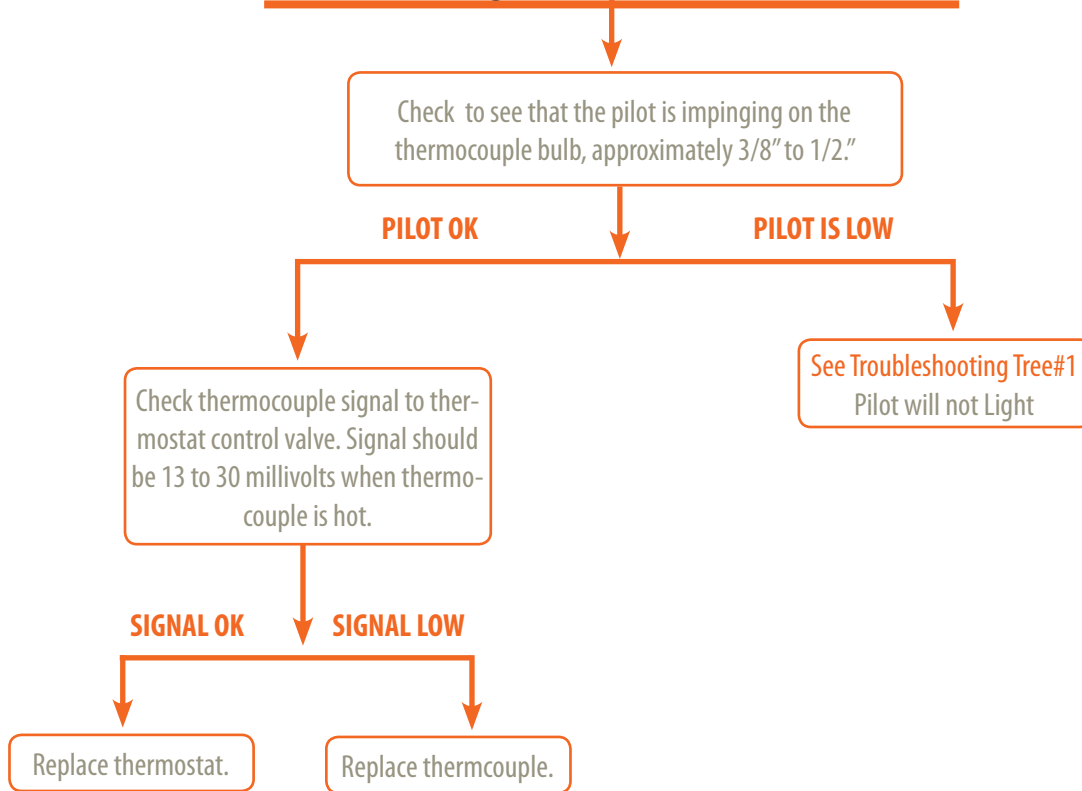 Check to see that the pilot is impinging on the
thermocouple bulb, approximately 3/8” to 1/2.”
PILOT OK
PILOT IS LOW
See Troubleshooting Tree#1
Pilot will not Light
Check thermocouple signal to ther-
mostat control valve. Signal should
be 13 to 30 millivolts when thermo-
couple is hot.
SIGNAL OK
SIGNAL LOW
Replace thermostat.
Replace thermcouple.